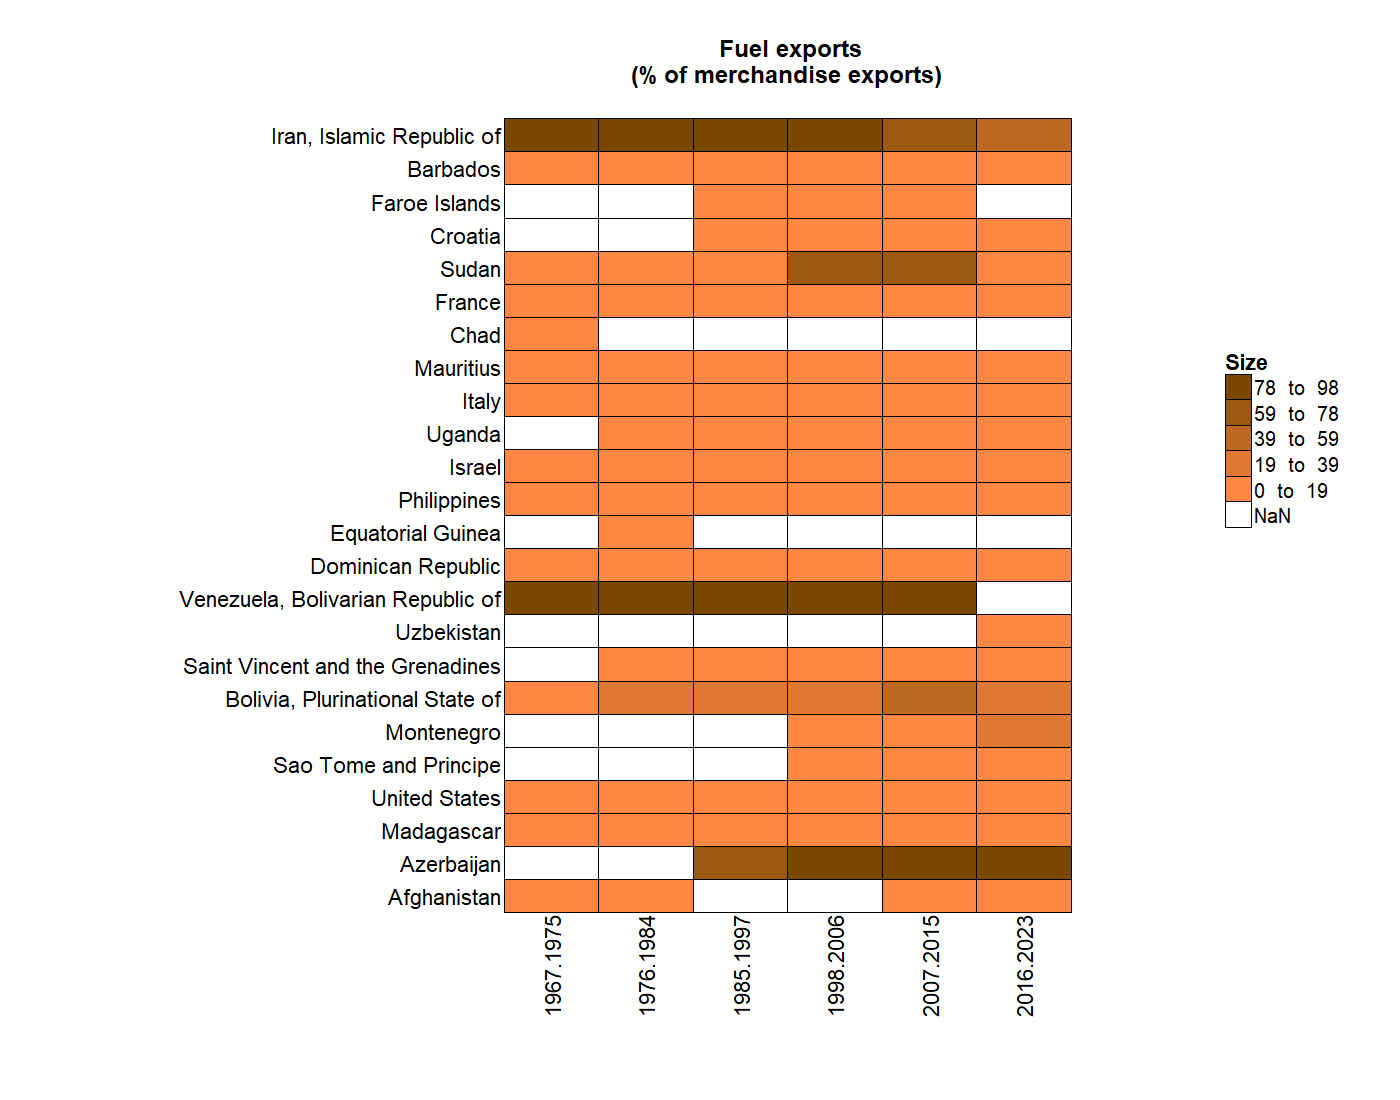 Fuel exports
(% of merchandise exports)
Iran, Islamic Republic of
Barbados
Faroe Islands
Croatia
Sudan
France
Chad
Mauritius
Italy
Uganda
Israel
Philippines
Equatorial Guinea
Dominican Republic
Venezuela, Bolivarian Republic of
Uzbekistan
Saint Vincent and the Grenadines
Bolivia, Plurinational State of
Montenegro
Sao Tome and Principe
United States
Madagascar
Azerbaijan
Afghanistan
1967.1975
1976.1984
1985.1997
1998.2006
2007.2015
2016.2023
Size
78 to 98
59 to 78
39 to 59
19 to 39
0 to 19
NaN